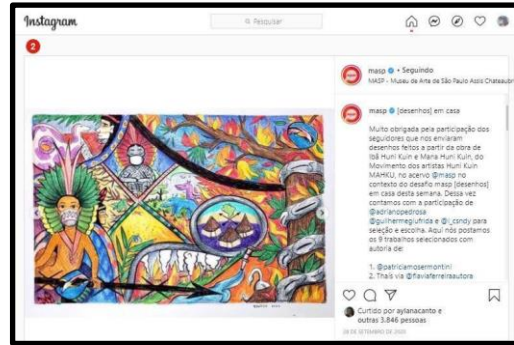 Instagram
Pesquisar
2
masp • Seguindo
MASP - Museu de Arte de São Paulo Assis Chateaubr
masp [desenhos] em casa
Muito obrigada pela participação dos
seguidores que nos enviaram
desenhos feitos a partir da obra de
Ibã Huni Kuin e Mana Huni Kuin, do
Movimento dos artistas Huni Kuin
MAHKU, no acervo @masp no
contexto do desafio masp [desenhos]
em casa desta semana. Dessa vez
contamos com a participação de
@adrianopedrosa
@guilhermegiufrida e @i_csndy para
seleção e escolha. Aqui nós postamos
os 9 trabalhos selecionados com
autoria de:
1. @patriciamosermontini
2. Thais via @flaviaferreiraautora
Curtido por aylanacanto e
outras 3.846 pessoas
28 DE SETEMBRO DE 2020